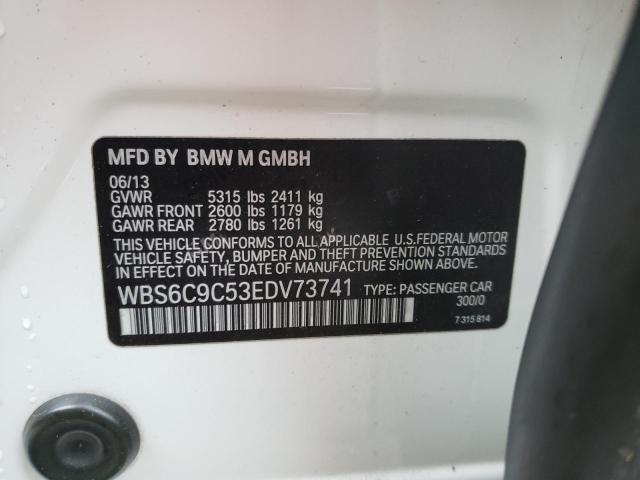 MFD BY BMW M GMBH
06/13
GVWR 5315 lbs 2411 kg
GAWR FRONT 2600 lbs 1179 kg
GAWR REAR 2780 lbs 1261 kg
THIS VEHICLE CONFORMS TO ALL APPLICABLE U.S.FEDERAL MOTOR
VEHICLE SAFETY, BUMPER AND THEFT PREVENTION STANDARDS
IN EFFECT ON THE DATE OF MANUFACTURE SHOWN ABOVE.
WBS6C9C53EDV73741 TYPE: PASSENGER CAR
300/0
7 315 814